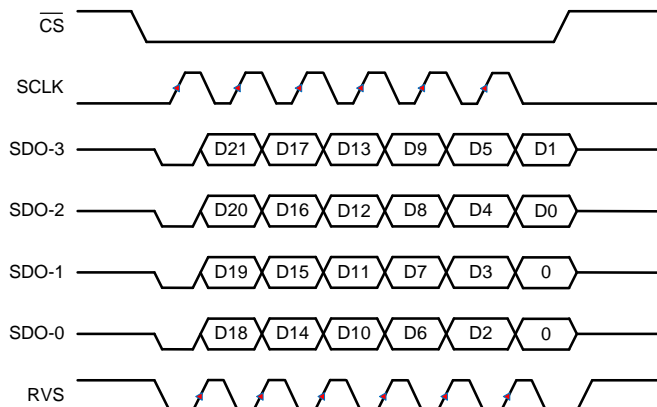 CS
SCLK
SDO-3 D21 D17 D13 D9 D5 D1
SDO-2 D20 D16 D12 D8 D4 D0
SDO-1 D19 D15 D11 D7 D3 0
SDO-0 D18 D14 D10 D6 D2 0
RVS